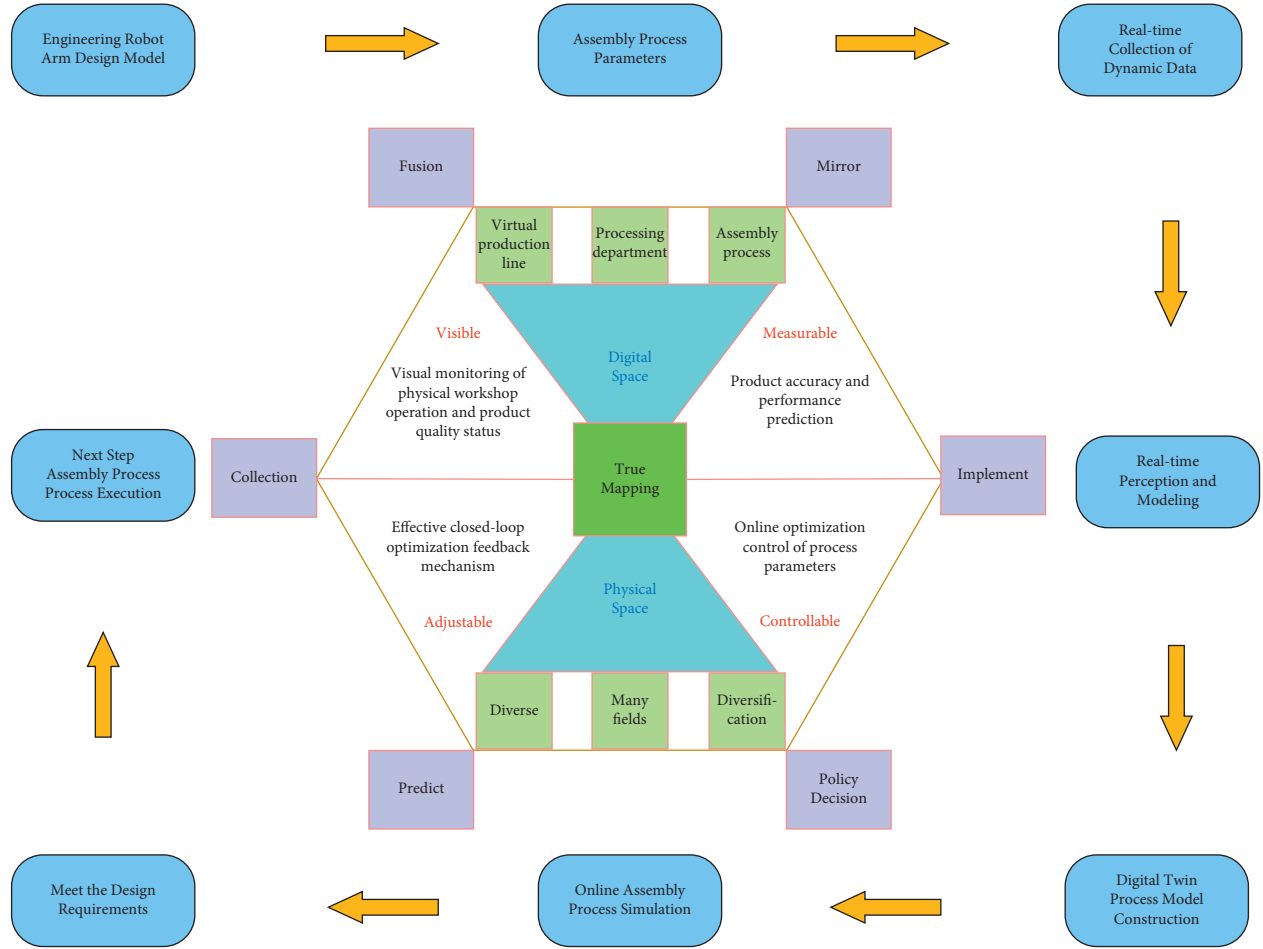 Engineering Robot
Arm Design Model
Assembly Process
Parameters
Real-time
Collection of
Dynamic Data
Fusion
Mirror
Virtual
production
line
Processing
department
Assembly
process
Visible
Measurable
Digital
Space
Visual monitoring of
physical workshop
operation and product
quality status
Product accuracy and
performance
prediction
Next Step
Assembly Process
Process Execution
Collection
True
Mapping
Implement
Real-time
Perception and
Modeling
Effective closed-loop
optimization feedback
mechanism
Online optimization
control of process
parameters
Physical
Space
Adjustable
Controllable
Diverse
Many
fields
Diversifi-
cation
Predict
Policy
Decision
Meet the Design
Requirements
Online Assembly
Process Simulation
Digital Twin
Process Model
Construction